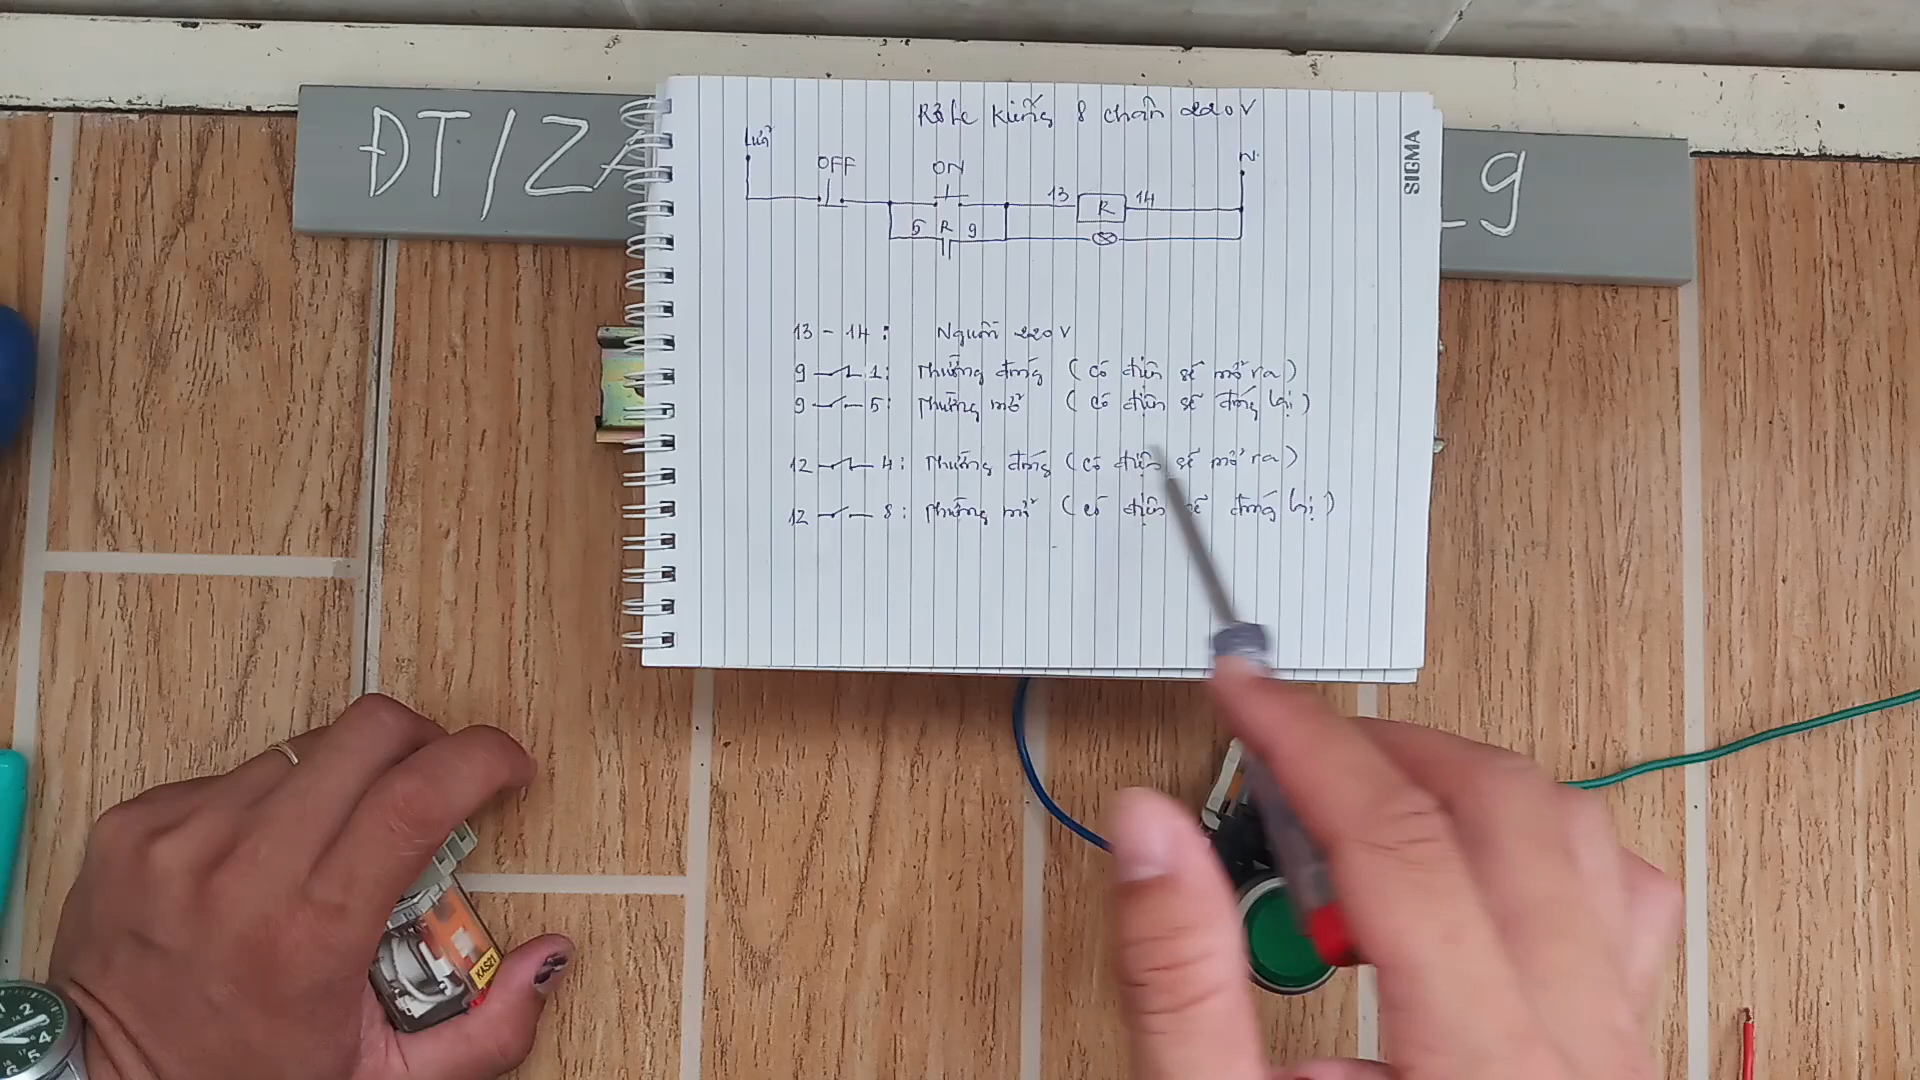 ĐT/ZA
9
SIGMA
Rơle kiếng 8 chân 220V
Lửa
N
OFF
ON
13 R 14
5 R 9
13 - 14: Nguồn 220V
9 1: Thường đóng (có điện sẽ mở ra)
9 5: Thường mở (có điện sẽ đóng lại)
12 4: Thường đóng (có điện sẽ mở ra)
12 8: Thường mở (có điện sẽ đóng lại)
KAS21